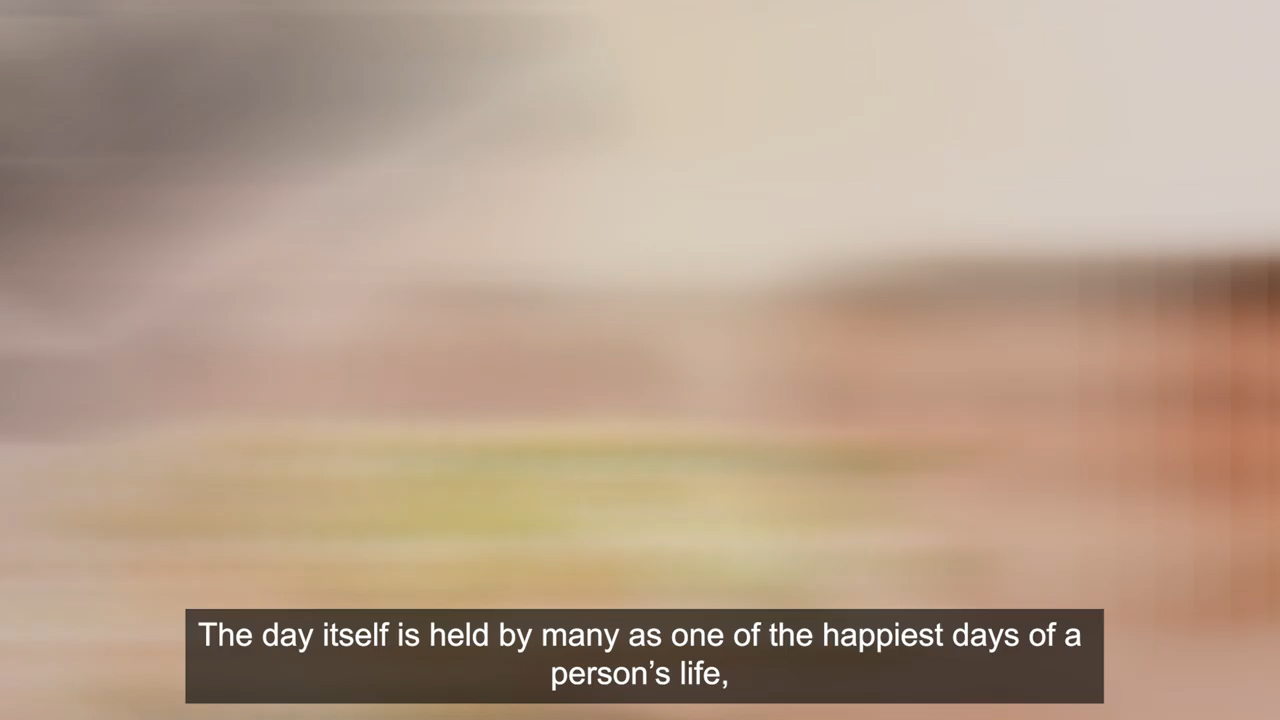 The day itself is held by many as one of the happiest days of a
person’s life,